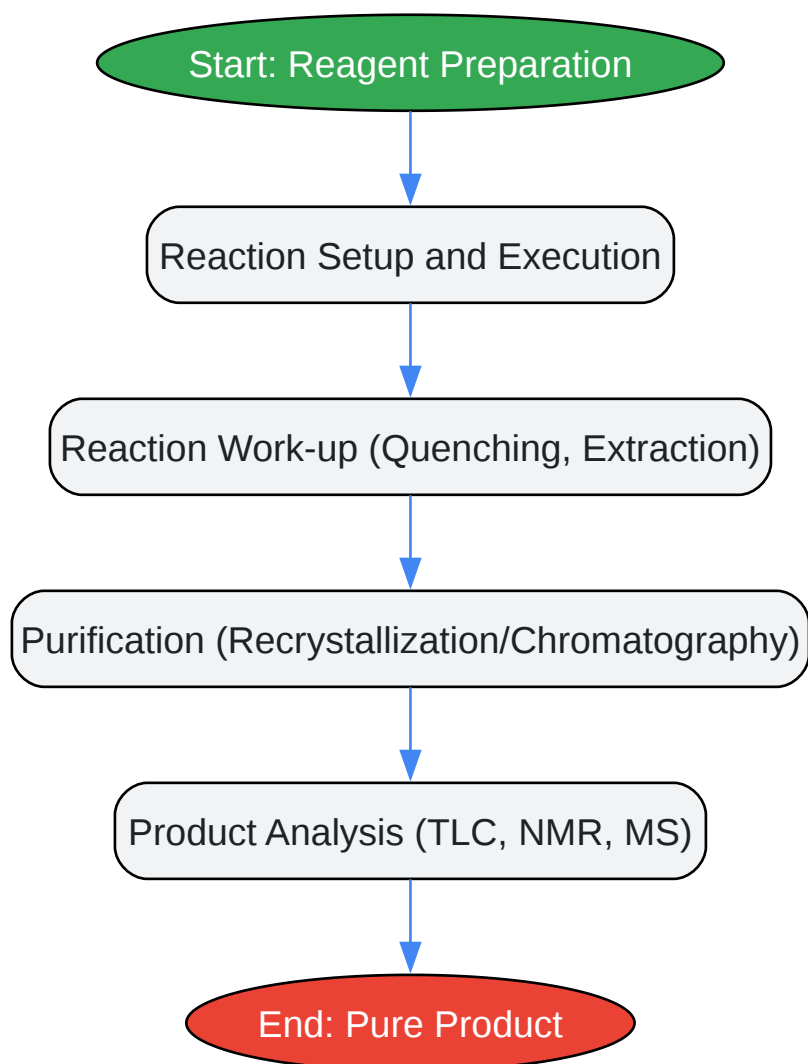 Start: Reagent Preparation
Reaction Setup and Execution
Reaction Work-up (Quenching, Extraction)
Purification (Recrystallization/Chromatography)
Product Analysis (TLC, NMR, MS)
End: Pure Product